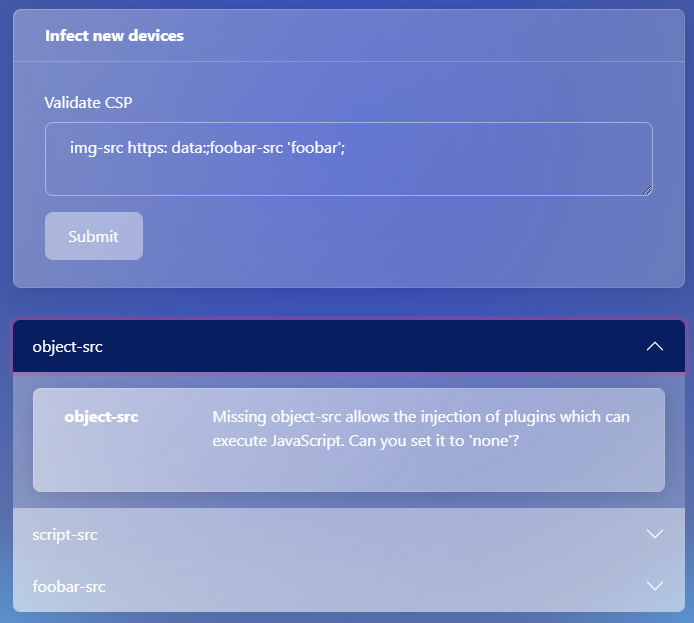 Infect new devices
Validate CSP
img-src https: data:;foobar-src 'foobar';
Submit
object-src
object-src
Missing object-src allows the injection of plugins which can
execute JavaScript. Can you set it to 'none'?
script-src
foobar-src